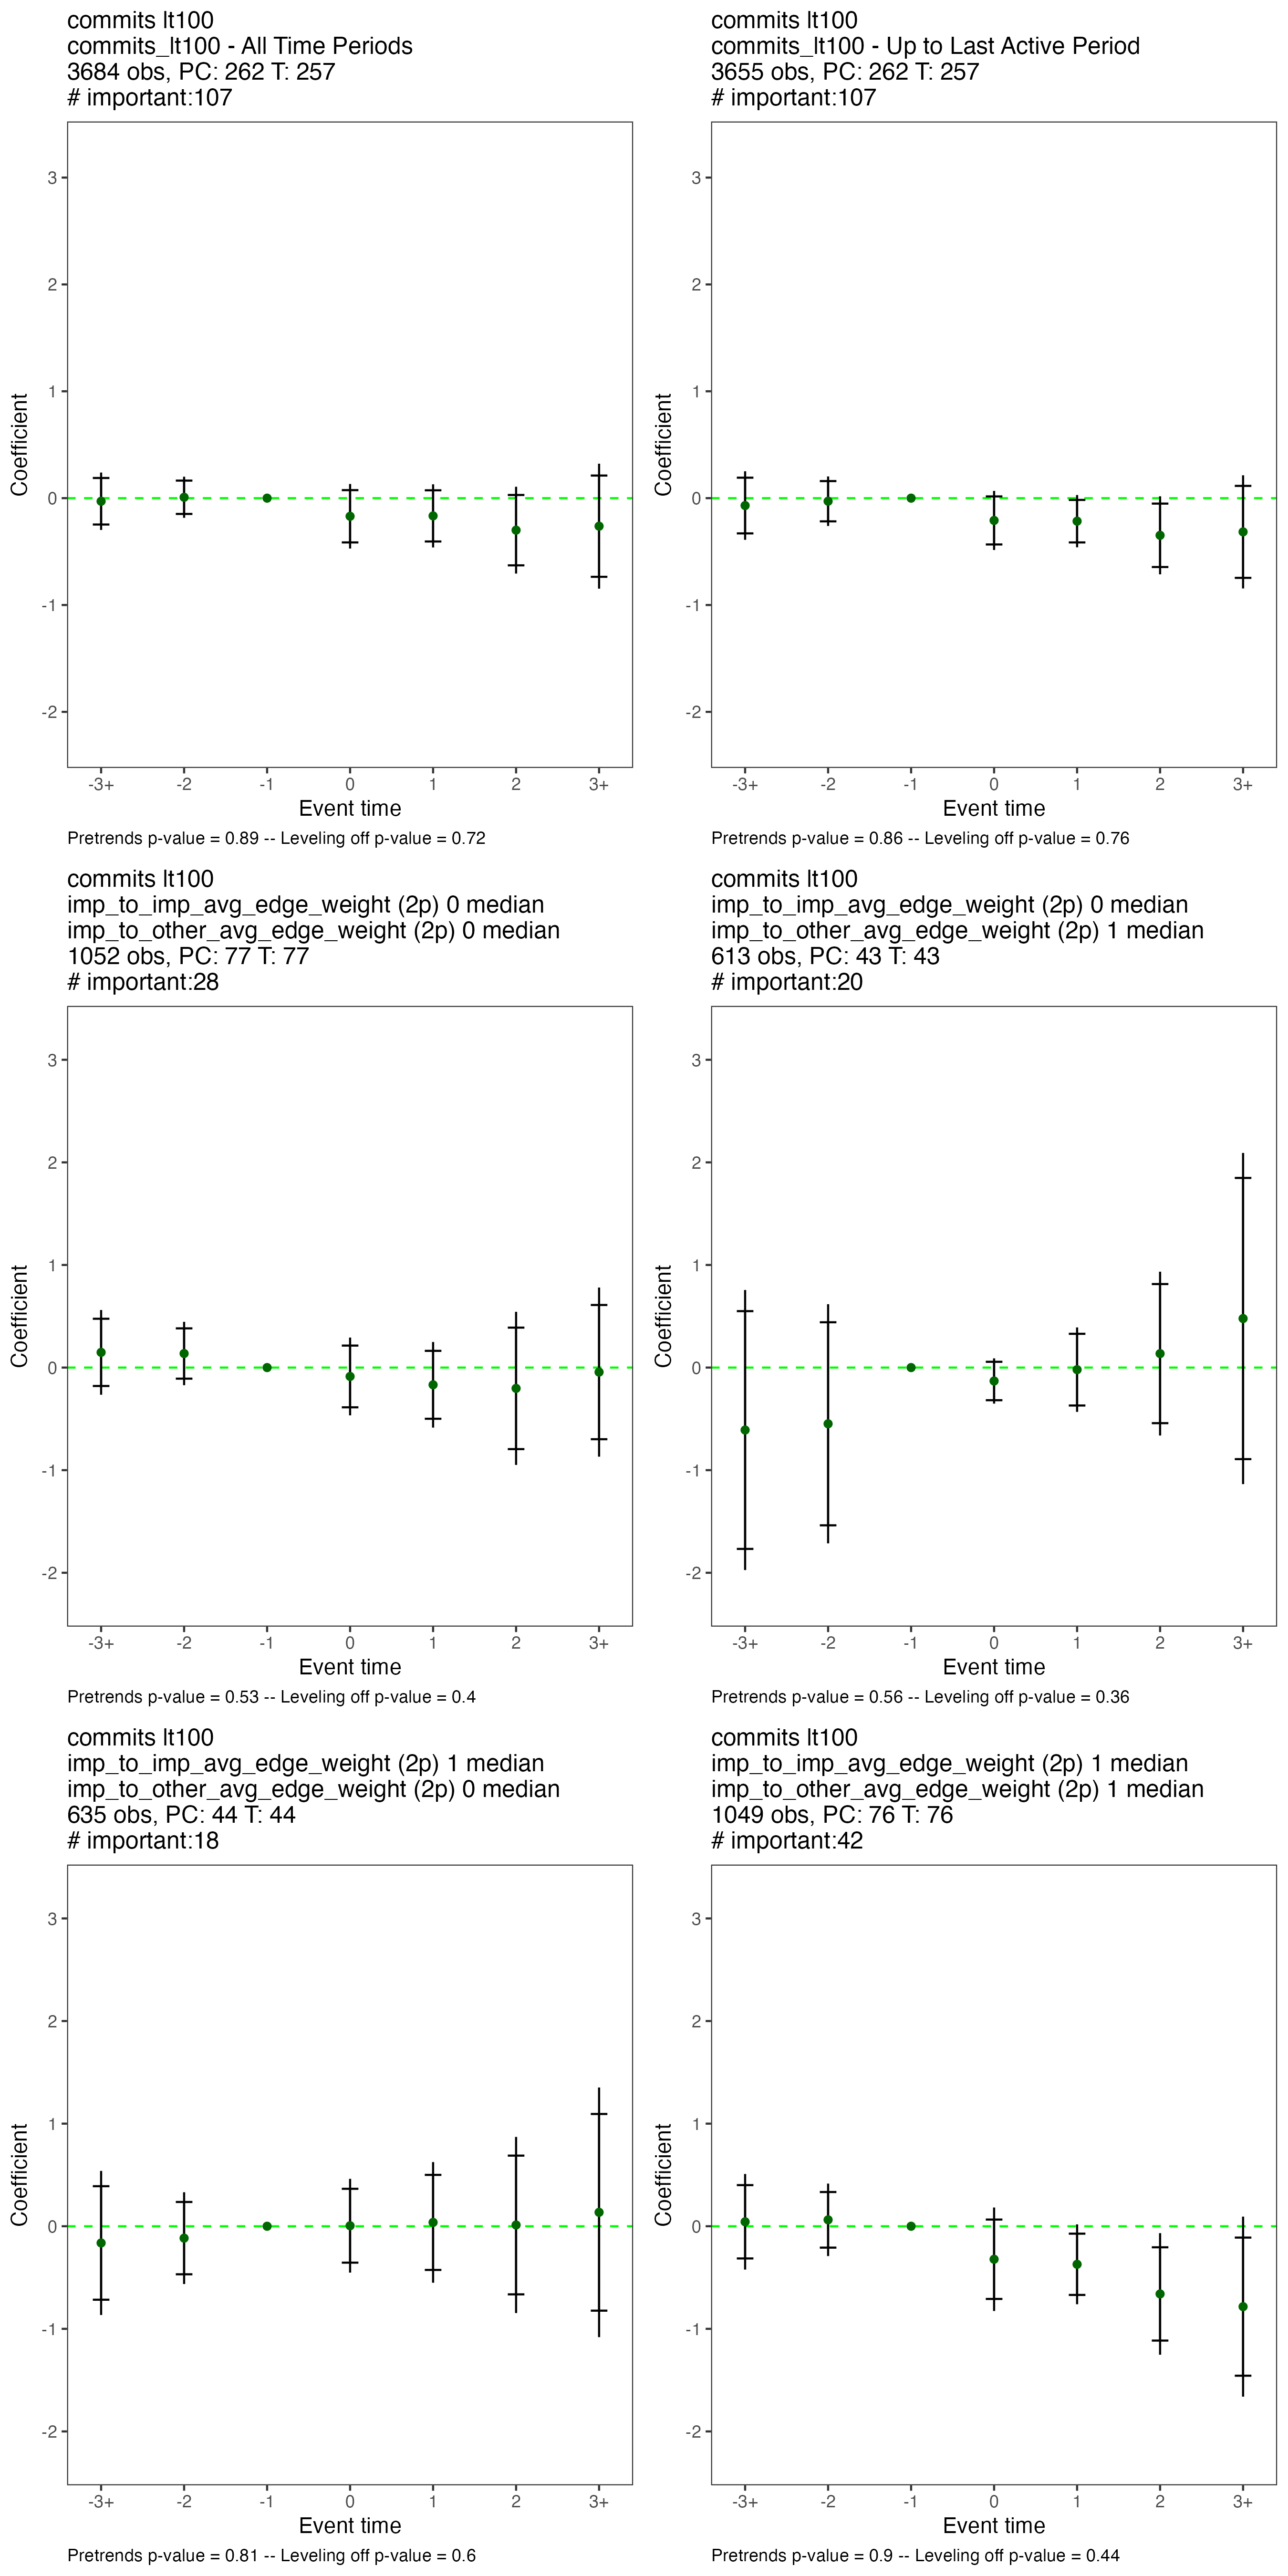 commits lt100
commits_lt100 - All Time Periods
3684 obs, PC: 262 T: 257
# important:107
3
2
1
0
-1
-2
Coefficient
-3+ -2 -1 0 1 2 3+
Event time
Pretrends p-value = 0.89 -- Leveling off p-value = 0.72
commits lt100
commits_lt100 - Up to Last Active Period
3655 obs, PC: 262 T: 257
# important:107
3
2
1
0
-1
-2
Coefficient
-3+ -2 -1 0 1 2 3+
Event time
Pretrends p-value = 0.86 -- Leveling off p-value = 0.76
commits lt100
imp_to_imp_avg_edge_weight (2p) 0 median
imp_to_other_avg_edge_weight (2p) 0 median
1052 obs, PC: 77 T: 77
# important:28
3
2
1
0
-1
-2
Coefficient
-3+ -2 -1 0 1 2 3+
Event time
Pretrends p-value = 0.53 -- Leveling off p-value = 0.4
commits lt100
imp_to_imp_avg_edge_weight (2p) 0 median
imp_to_other_avg_edge_weight (2p) 1 median
613 obs, PC: 43 T: 43
# important:20
3
2
1
0
-1
-2
Coefficient
-3+ -2 -1 0 1 2 3+
Event time
Pretrends p-value = 0.56 -- Leveling off p-value = 0.36
commits lt100
imp_to_imp_avg_edge_weight (2p) 1 median
imp_to_other_avg_edge_weight (2p) 0 median
635 obs, PC: 44 T: 44
# important:18
3
2
1
0
-1
-2
Coefficient
-3+ -2 -1 0 1 2 3+
Event time
Pretrends p-value = 0.81 -- Leveling off p-value = 0.6
commits lt100
imp_to_imp_avg_edge_weight (2p) 1 median
imp_to_other_avg_edge_weight (2p) 1 median
1049 obs, PC: 76 T: 76
# important:42
3
2
1
0
-1
-2
Coefficient
-3+ -2 -1 0 1 2 3+
Event time
Pretrends p-value = 0.9 -- Leveling off p-value = 0.44